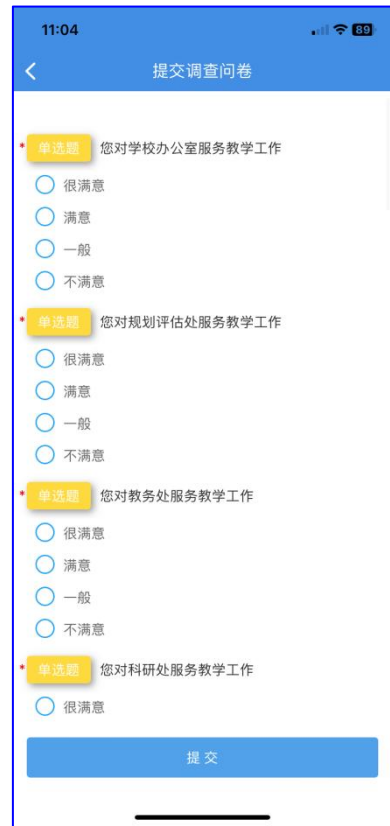 11:04
89
提交调查问卷
* 单选题 您对学校办公室服务教学工作
很满意
满意
一般
不满意
* 单选题 您对规划评估处服务教学工作
很满意
满意
一般
不满意
* 单选题 您对教务处服务教学工作
很满意
满意
一般
不满意
* 单选题 您对科研处服务教学工作
很满意
提交